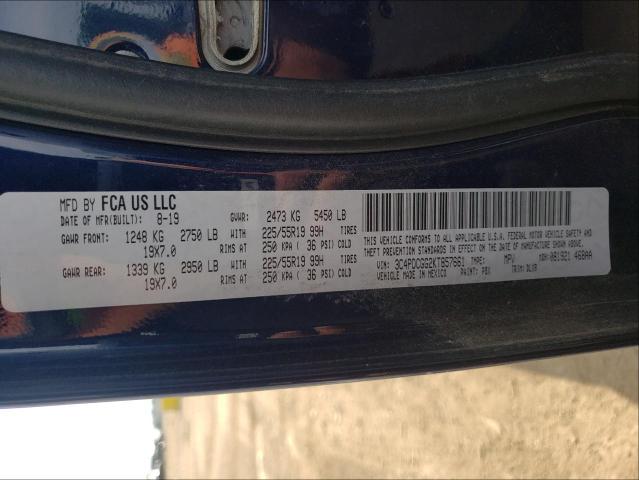 MFD BY FCA US LLC
DATE OF MFR(BUILT): 8-19 GVWR: 2473 KG 5450 LB
GAWR FRONT: 1248 KG 2750 LB WITH 225/55R19 99H TIRES
19X7.0 RIMS AT 250 KPA ( 36 PSI) COLD
GAWR REAR: 1339 KG 2950 LB WITH 225/55R19 99H TIRES
19X7.0 RIMS AT 250 KPA ( 36 PSI) COLD
THIS VEHICLE CONFORMS TO ALL APPLICABLE U.S.A. FEDERAL MOTOR VEHICLE SAFETY AND
THEFT PREVENTION STANDARDS IN EFFECT ON THE DATE OF MANUFACTURE SHOWN ABOVE.
VIN: 3C4PDCGG2KT857661 TYPE: MPV MDH: 081921 468AA
VEHICLE MADE IN MEXICO PAINT: PBX TRIM: DLX8